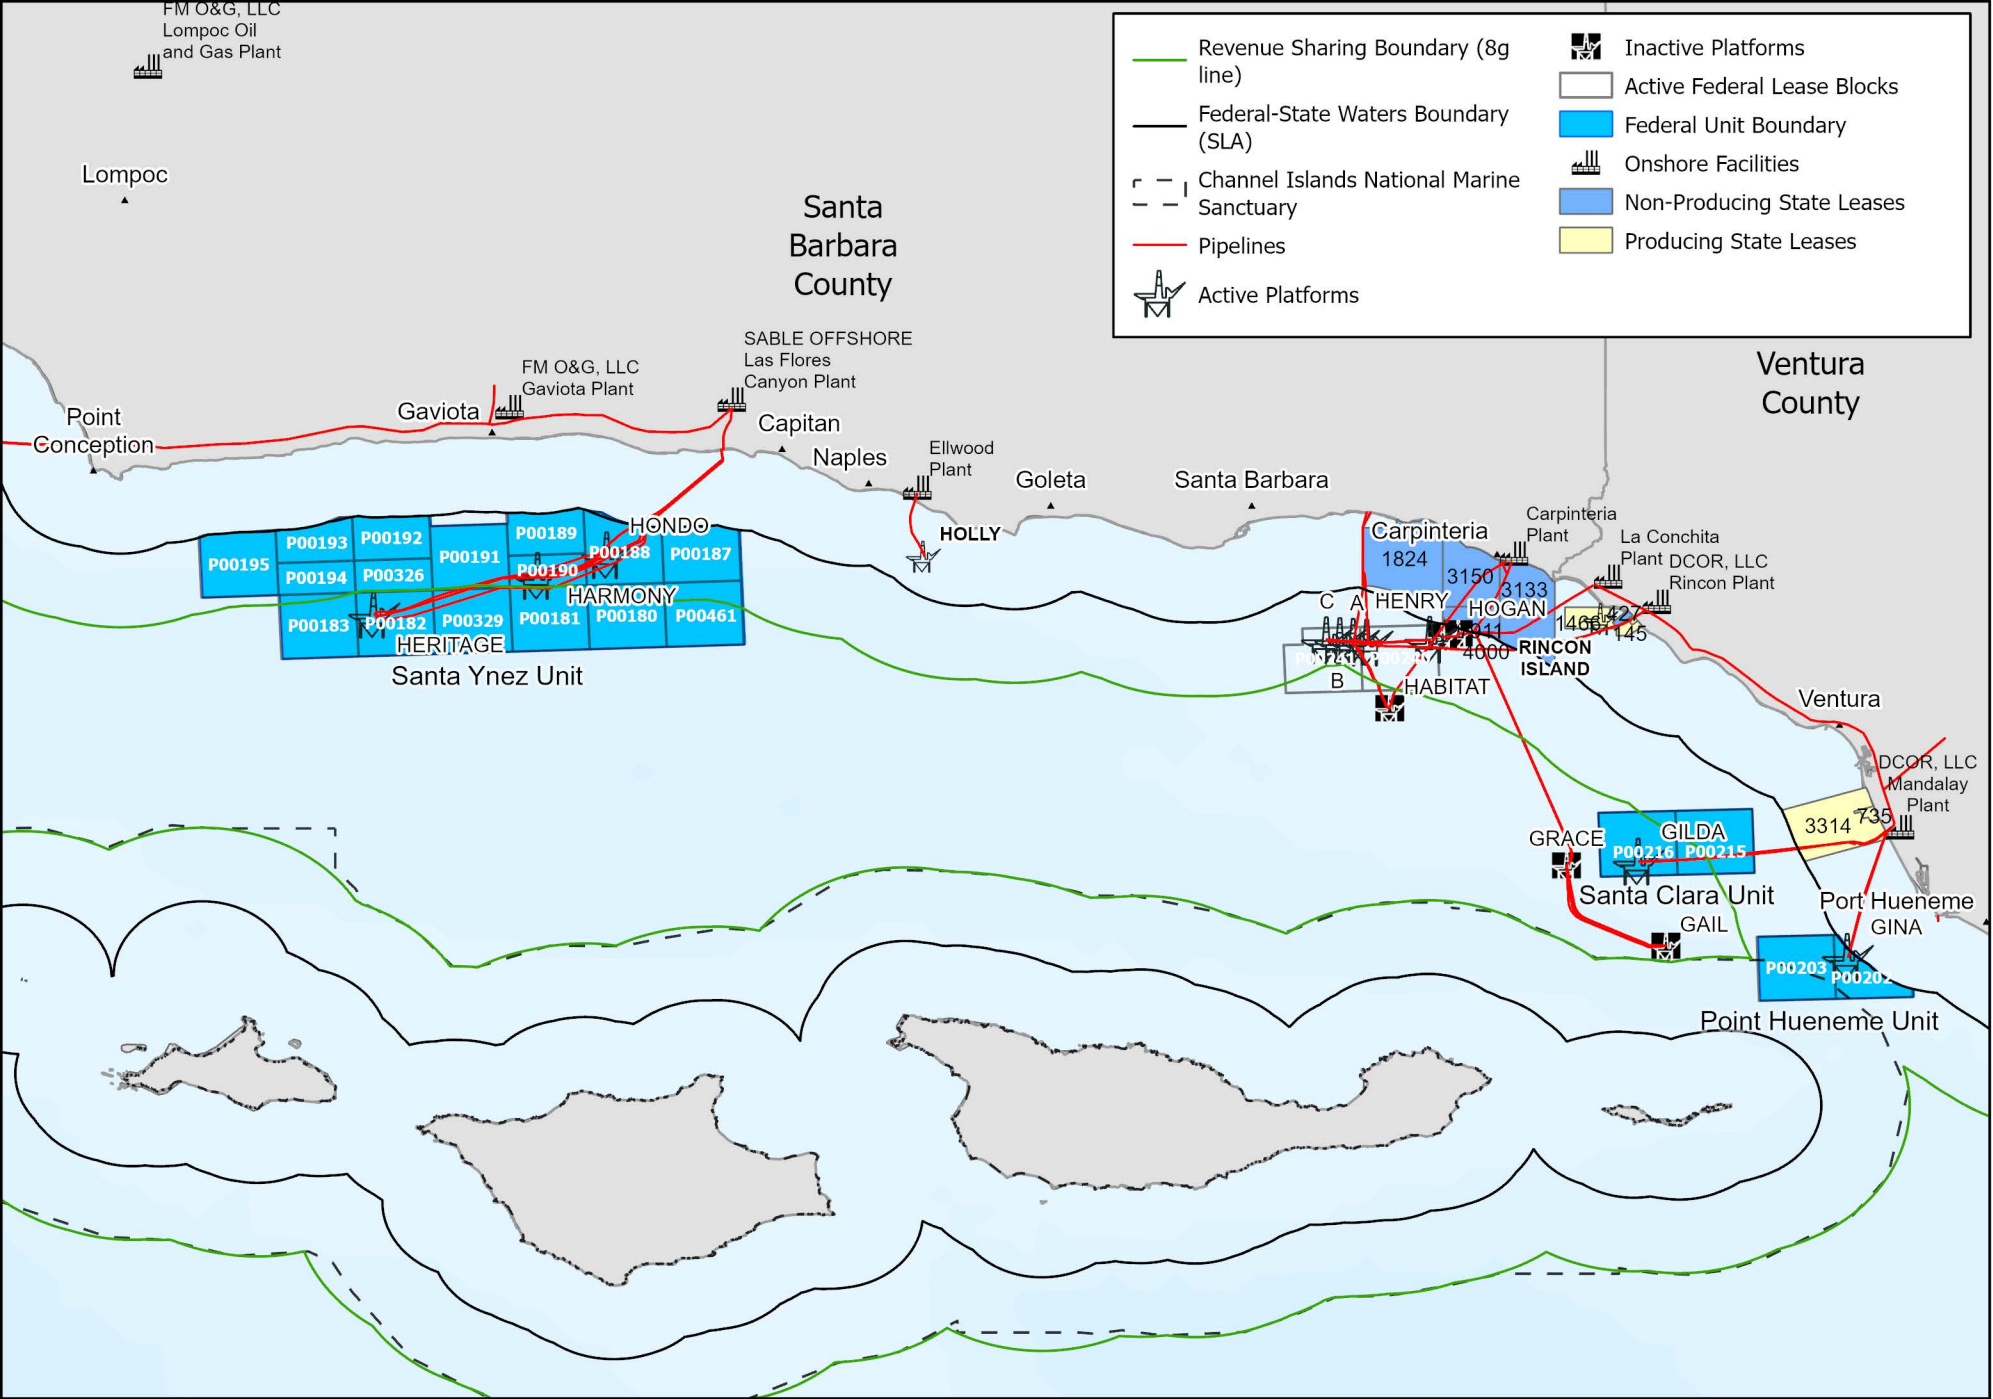 FM O&G, LLC
Lompoc Oil
and Gas Plant
Lompoc
Santa
Barbara
County
Revenue Sharing Boundary (8g
line)
Federal-State Waters Boundary
(SLA)
Channel Islands National Marine
Sanctuary
Pipelines
Active Platforms
Inactive Platforms
Active Federal Lease Blocks
Federal Unit Boundary
Onshore Facilities
Non-Producing State Leases
Producing State Leases
Ventura
County
SABLE OFFSHORE
Las Flores
Canyon Plant
FM O&G, LLC
Gaviota Plant
Gaviota
Point
Conception
Capitan
Naples
Ellwood
Plant
Goleta
Santa Barbara
HOLLY
Carpinteria
Carpinteria
Plant
La Conchita
Plant
DCOR, LLC
Rincon Plant
1824
3150
3133
HONDO
P00195
P00193
P00192
P00191
P00189
P00188
P00187
P00194
P00326
P00190
HARMONY
P00183
P00182
P00329
P00181
P00180
P00461
HERITAGE
Santa Ynez Unit
C
A
HENRY
HOGAN
1466
427
145
4000
RINCON
ISLAND
P00241
B
HABITAT
Ventura
DCOR, LLC
Mandalay
Plant
3314
735
GRACE
GILDA
P00216
P00215
Santa Clara Unit
GAIL
Port Hueneme
GINA
P00203
P00202
Point Hueneme Unit